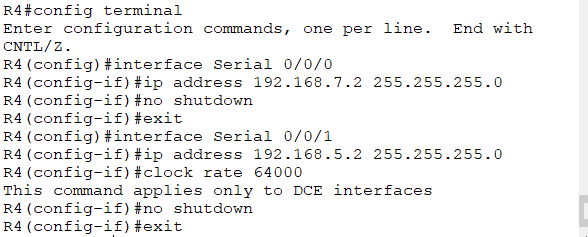 R4#config terminal
Enter configuration commands, one per line.  End with
CNTL/Z.
R4(config)#interface Serial 0/0/0
R4(config-if)#ip address 192.168.7.2 255.255.255.0
R4(config-if)#no shutdown
R4(config-if)#exit
R4(config)#interface Serial 0/0/1
R4(config-if)#ip address 192.168.5.2 255.255.255.0
R4(config-if)#clock rate 64000
This command applies only to DCE interfaces
R4(config-if)#no shutdown
R4(config-if)#exit